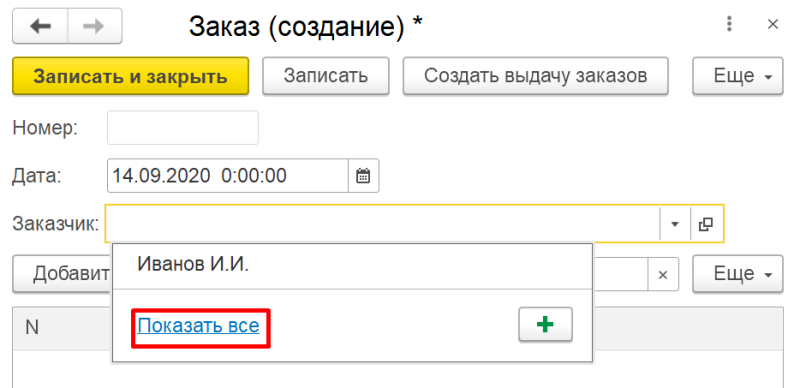 Заказ (создание) *
Записать и закрыть Записать Создать выдачу заказов Еще
Номер:
Дата: 14.09.2020 0:00:00
Заказчик:
Добавит Еще
Иванов И.И.
Показать все
N